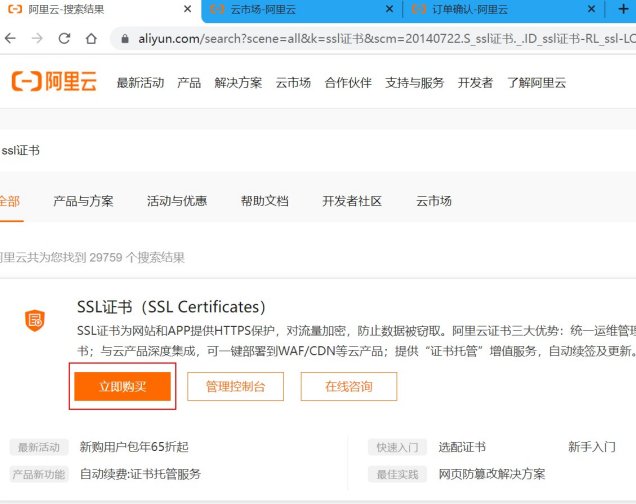 阿里云-搜索结果 云市场-阿里云 订单确认-阿里云
aliyun.com/search?scene=all&k=ssl证书&scm=20140722.S_ssl证书._.ID_ssl证书-RL_ssl-LO
阿里云 最新活动 产品 解决方案 云市场 合作伙伴 支持与服务 开发者 了解阿里云
ssl证书
全部 产品与方案 活动与优惠 帮助文档 开发者社区 云市场
阿里云共为您找到 29759 个搜索结果
SSL证书（SSL Certificates）
SSL证书为网站和APP提供HTTPS保护，对流量加密，防止数据被窃取。阿里云证书三大优势：统一运维管理
书；与云产品深度集成，可一键部署到WAF/CDN等云产品；提供“证书托管”增值服务，自动续签及更新。
立即购买 管理控制台 在线咨询
最新活动 新购用户包年65折起 快速入门 选配证书 新手入门
产品新功能 自动续费:证书托管服务 最佳实践 网页防篡改解决方案